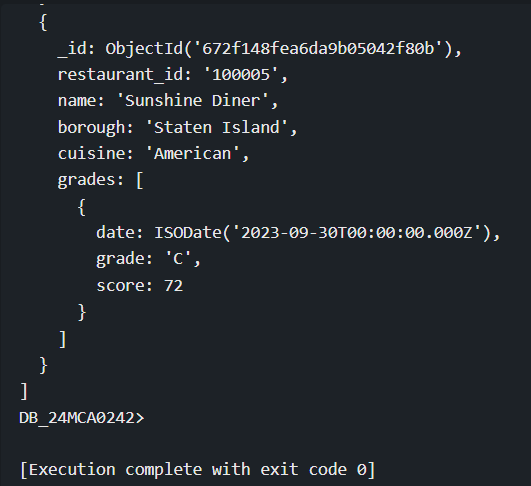 {
_id: ObjectId('672f148fea6da9b05042f80b'),
restaurant_id: '100005',
name: 'Sunshine Diner',
borough: 'Staten Island',
cuisine: 'American',
grades: [
{
date: ISODate('2023-09-30T00:00:00.000Z'),
grade: 'C',
score: 72
}
]
}
]
DB_24MCA0242>
[Execution complete with exit code 0]